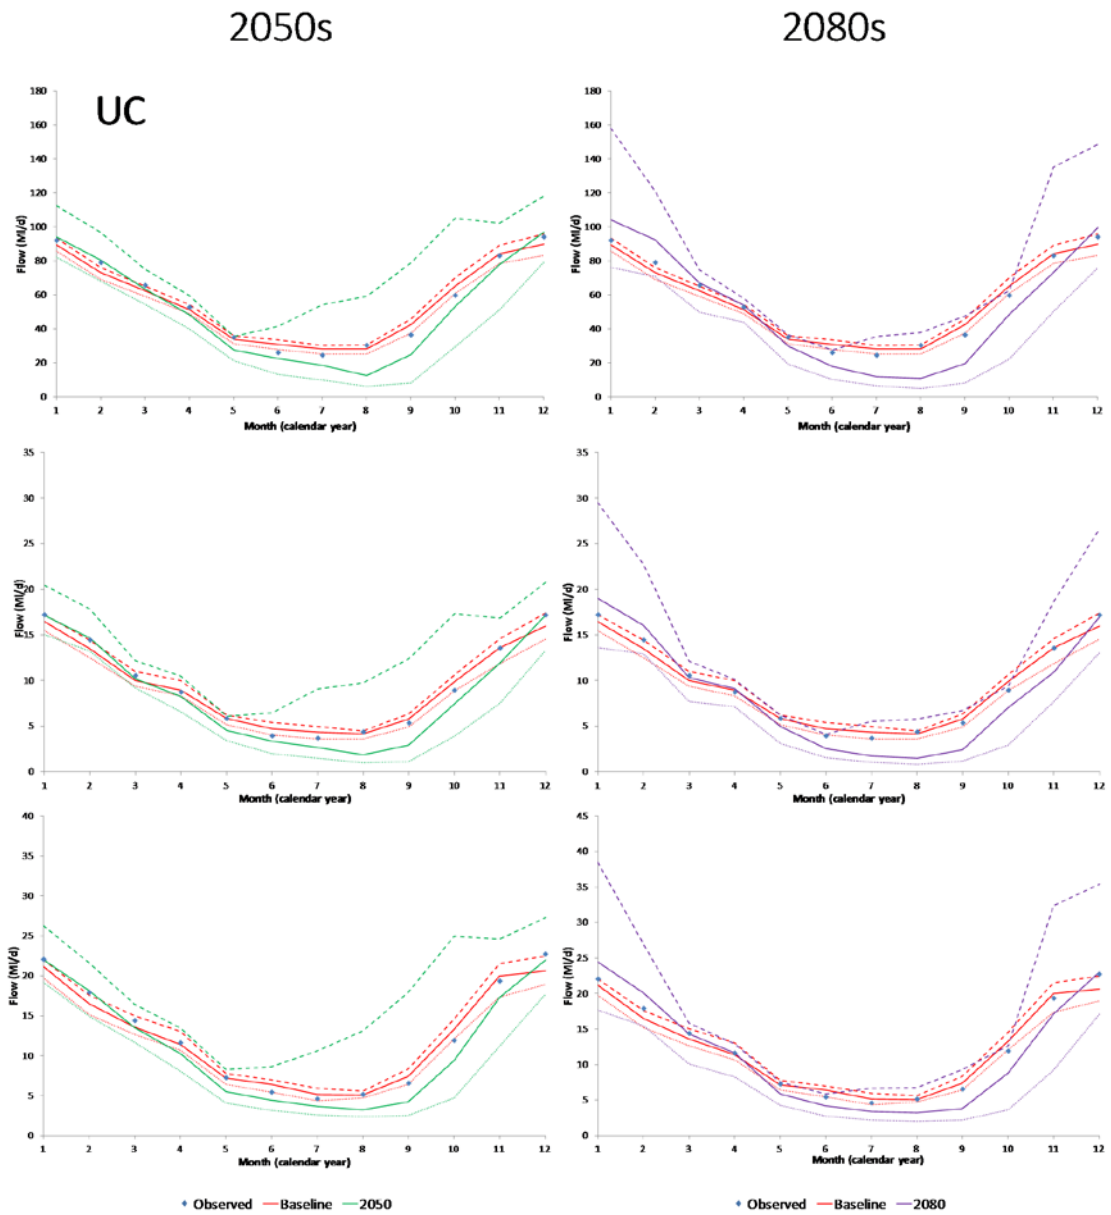 2050s 2080s
UC
180
160
140
120
100
80
60
40
20
0
Flow (Ml/d)
1 2 3 4 5 6 7 8 9 10 11 12
Month (calendar year)
180
160
140
120
100
80
60
40
20
0
Flow (Ml/d)
1 2 3 4 5 6 7 8 9 10 11 12
Month (calendar year)
35
30
25
20
15
10
5
0
Flow (Ml/d)
1 2 3 4 5 6 7 8 9 10 11 12
Month (calendar year)
35
30
25
20
15
10
5
0
Flow (Ml/d)
1 2 3 4 5 6 7 8 9 10 11 12
Month (calendar year)
40
35
30
25
20
15
10
5
0
Flow (Ml/d)
1 2 3 4 5 6 7 8 9 10 11 12
Month (calendar year)
45
40
35
30
25
20
15
10
5
0
Flow (Ml/d)
1 2 3 4 5 6 7 8 9 10 11 12
Month (calendar year)
Observed Baseline 2050
Observed Baseline 2080